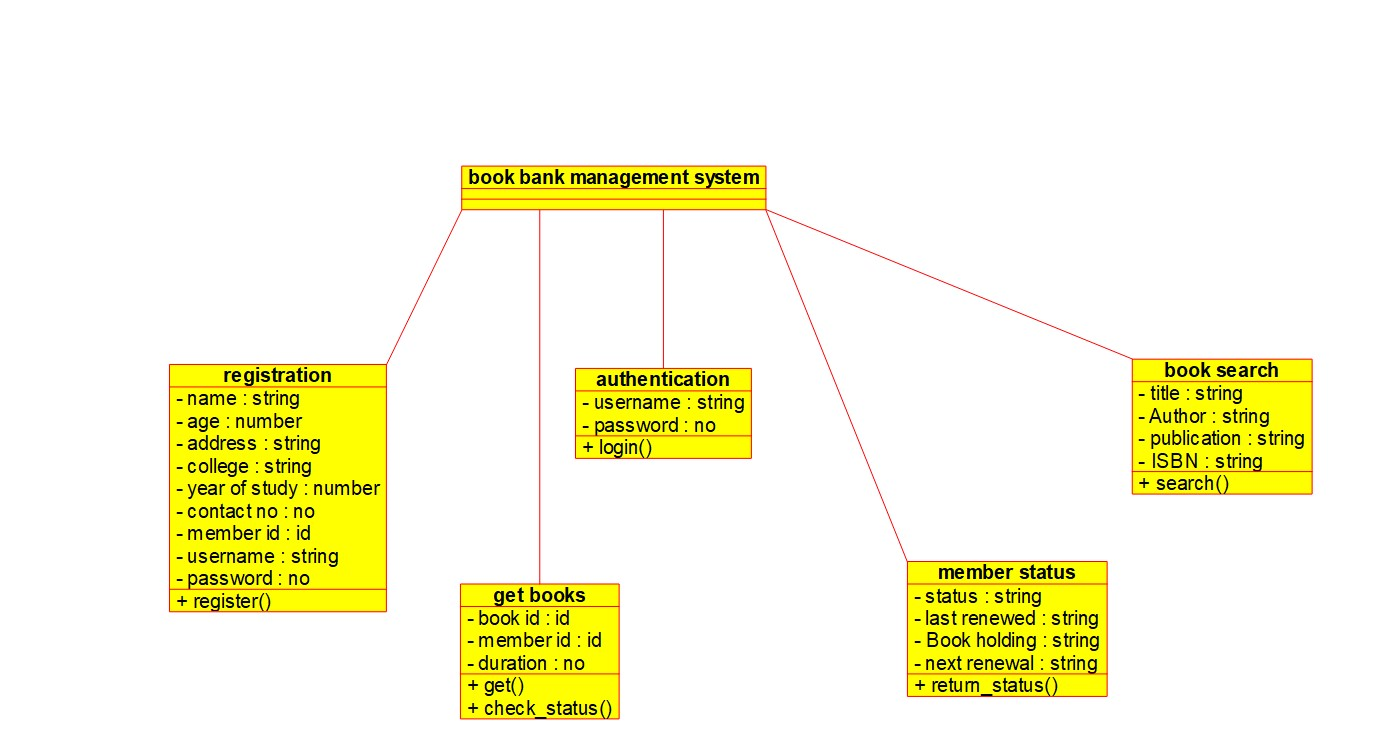 book bank management system
registration
- name : string
- age : number
- address : string
- college : string
- year of study : number
- contact no : no
- member id : id
- username : string
- password : no
+ register()
get books
- book id : id
- member id : id
- duration : no
+ get()
+ check_status()
authentication
- username : string
- password : no
+ login()
member status
- status : string
- last renewed : string
- Book holding : string
- next renewal : string
+ return_status()
book search
- title : string
- Author : string
- publication : string
- ISBN : string
+ search()